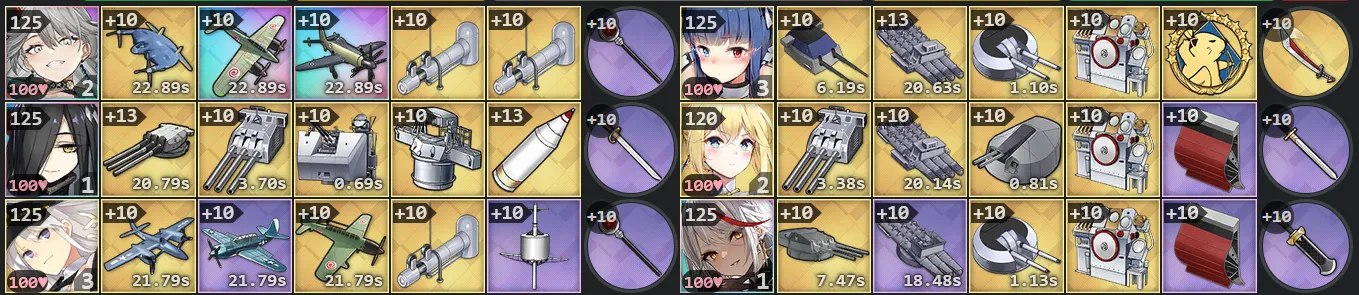 125 +10 +10 +10 +10 +10 +10
100♥ 2 22.89s 22.89s 22.89s
125 +10 +13 +10 +10 +10 +10
100♥ 3 6.19s 20.63s 1.10s
125 +13 +10 +10 +10 +13 +10
100♥ 1 20.79s 3.70s 0.69s
120 +10 +10 +10 +10 +10 +10
100♥ 2 3.38s 20.14s 0.81s
125 +10 +10 +10 +10 +10 +10
100♥ 3 21.79s 21.79s 21.79s
125 +10 +10 +10 +10 +10 +10
100♥ 1 7.47s 18.48s 1.13s